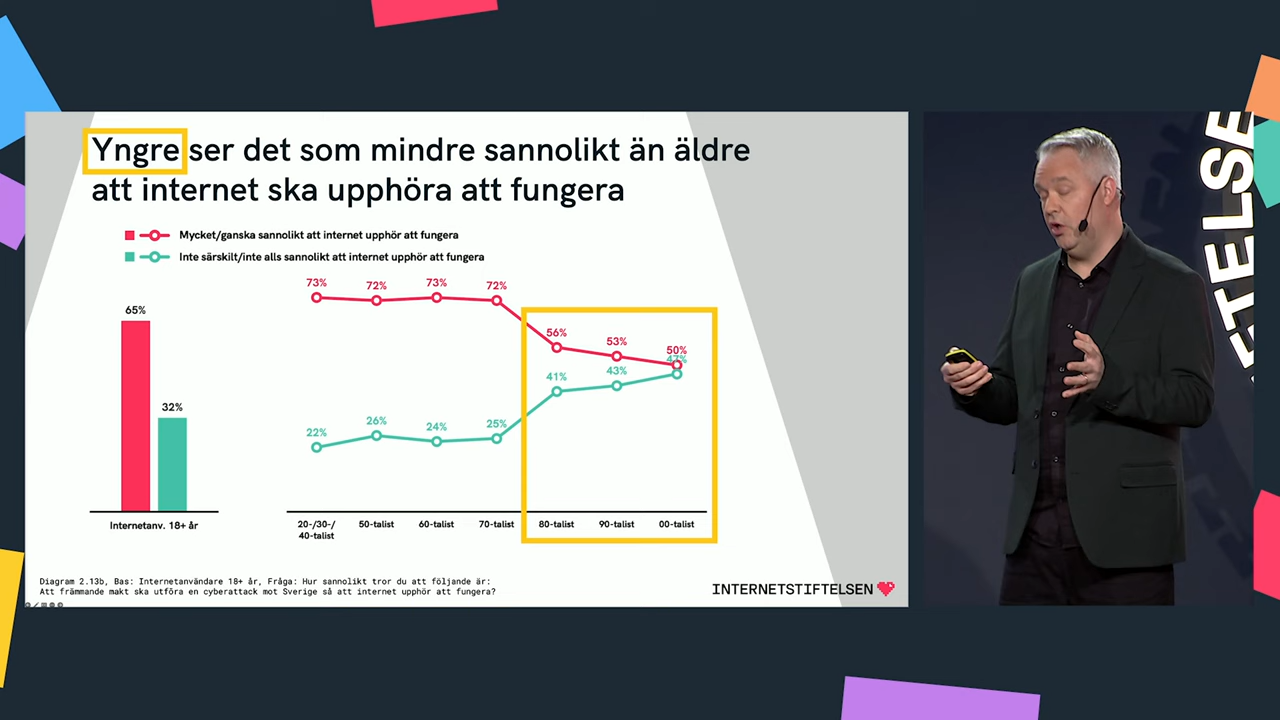 Yngre ser det som mindre sannolikt än äldre
att internet ska upphöra att fungera
Mycket/ganska sannolikt att internet upphör att fungera
Inte särskilt/inte alls sannolikt att internet upphör att fungera
65%
32%
Internetanv. 18+ år
73%
72%
73%
72%
56%
53%
50%
22%
26%
24%
25%
41%
43%
47%
20-/30-/
40-talist
50-talist
60-talist
70-talist
80-talist
90-talist
00-talist
Diagram 2.13b, Bas: Internetanvändare 18+ år, Fråga: Hur sannolikt tror du att följande är:
Att främmande makt ska utföra en cyberattack mot Sverige så att internet upphör att fungera?
INTERNETSTIFTELSEN
STELSE